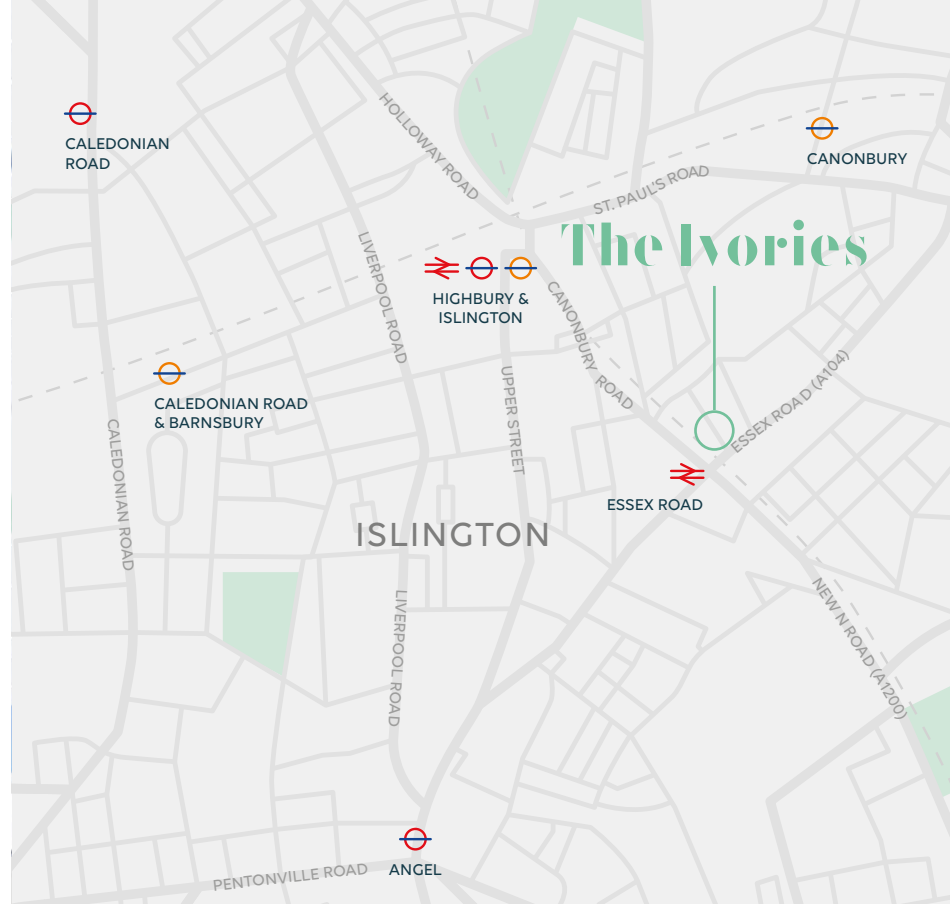 HOLLOWAY ROAD
CALEDONIAN
ROAD
CANONBURY
ST. PAUL'S ROAD
The Ivories
LIVERPOOL ROAD
HIGHBURY &
ISLINGTON
CANONBURY ROAD
CALEDONIAN ROAD
& BARNSBURY
UPPER STREET
ESSEX ROAD (A104)
CALEDONIAN ROAD
ESSEX ROAD
ISLINGTON
LIVERPOOL ROAD
NEW N ROAD (A1200)
PENTONVILLE ROAD
ANGEL